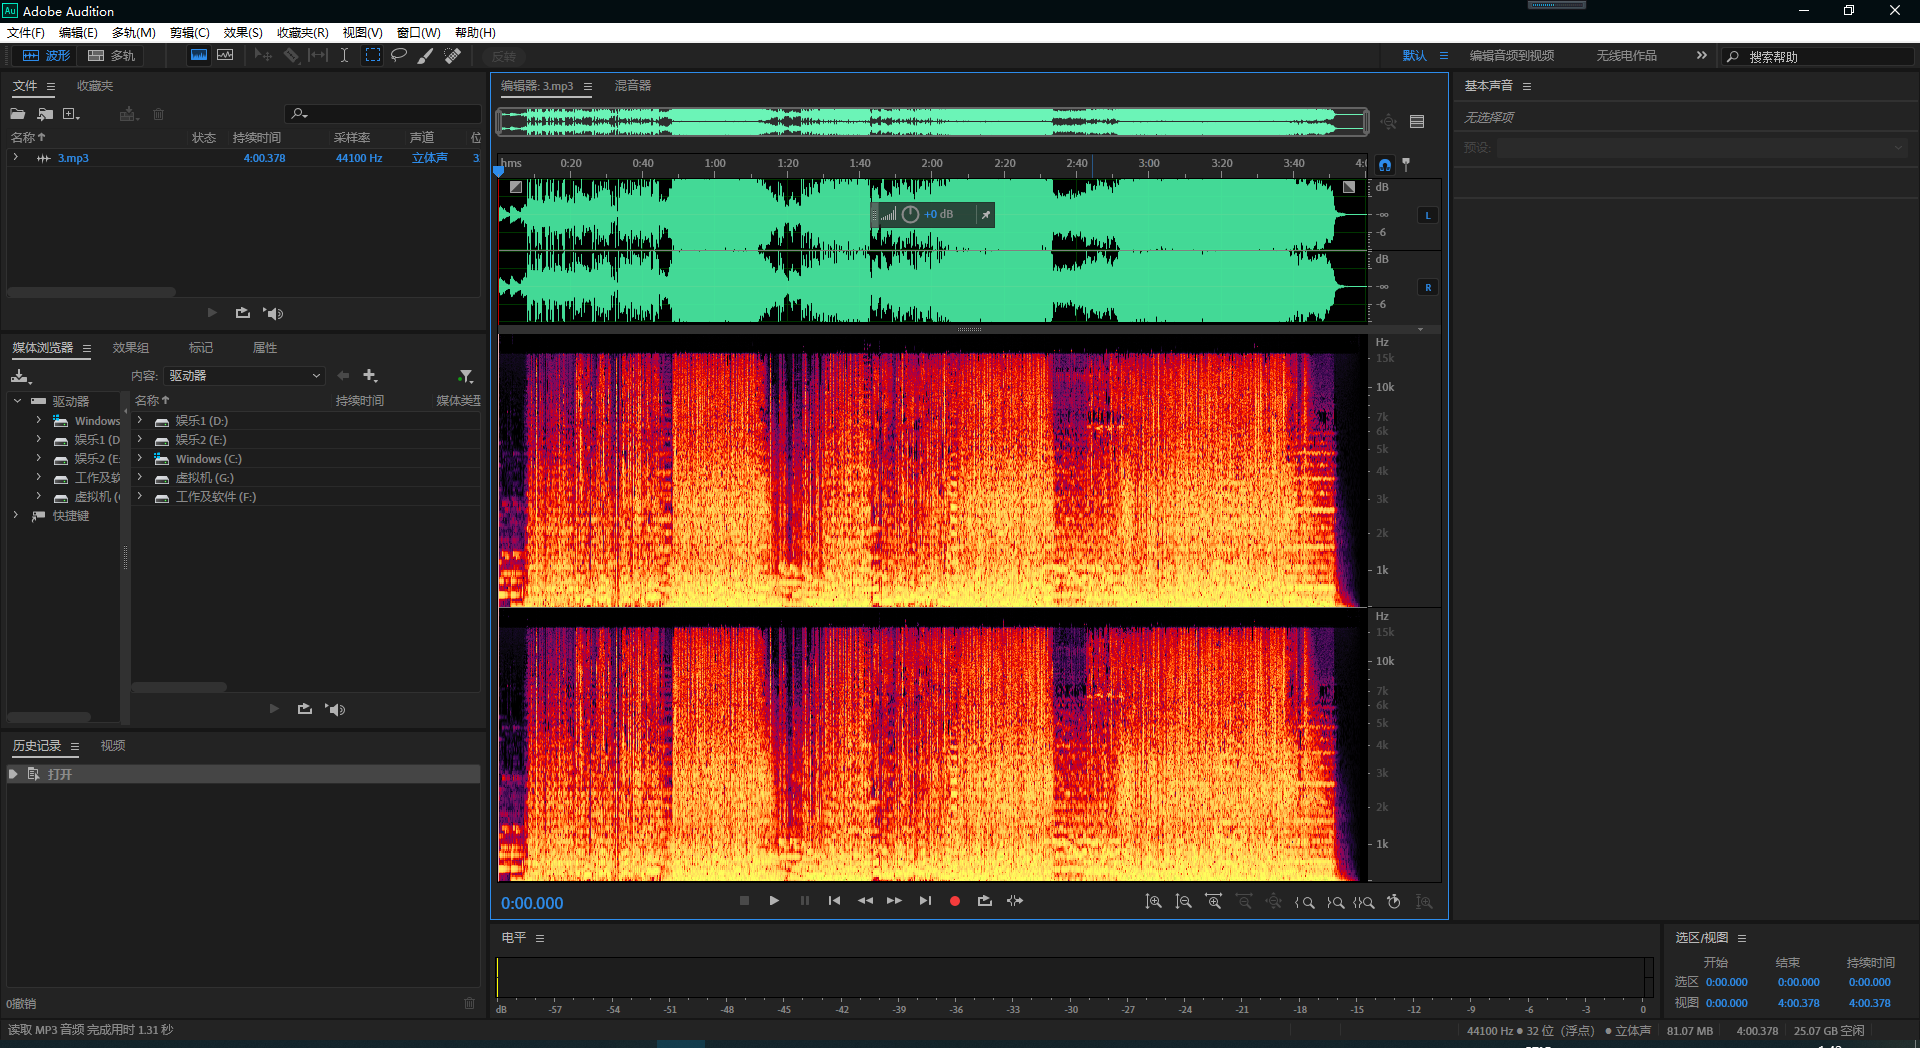 Au Adobe Audition
文件(F) 编辑(E) 多轨(M) 剪辑(C) 效果(S) 收藏夹(R) 视图(V) 窗口(W) 帮助(H)
波形 多轨 反转 默认 编辑音频到视频 无线电作品 搜索帮助
文件 收藏夹
名称 状态 持续时间 采样率 声道 位
3.mp3 4:00.378 44100 Hz 立体声 3
媒体浏览器 效果组 标记 属性
内容: 驱动器
驱动器
Windows
娱乐1 (D
娱乐2 (E:
工作及软
虚拟机 (
快捷键
名称 持续时间 媒体类型
娱乐1 (D:)
娱乐2 (E:)
Windows (C:)
虚拟机 (G:)
工作及软件 (F:)
历史记录 视频
打开
0撤销
读取 MP3 音频 完成用时 1.31 秒
编辑器: 3.mp3 混音器
hms 0:20 0:40 1:00 1:20 1:40 2:00 2:20 2:40 3:00 3:20 3:40 4:0
+0 dB
dB
-∞
-6
L
dB
-∞
-6
R
Hz
15k
10k
7k
6k
5k
4k
3k
2k
1k
Hz
15k
10k
7k
6k
5k
4k
3k
2k
1k
0:00.000
电平
dB -57 -54 -51 -48 -45 -42 -39 -36 -33 -30 -27 -24 -21 -18 -15 -12 -9 -6 -3 0
基本声音
无选择项
预设:
选区/视图
开始 结束 持续时间
选区 0:00.000 0:00.000 0:00.000
视图 0:00.000 4:00.378 4:00.378
44100 Hz ● 32 位（浮点） ● 立体声 81.07 MB 4:00.378 25.07 GB 空闲